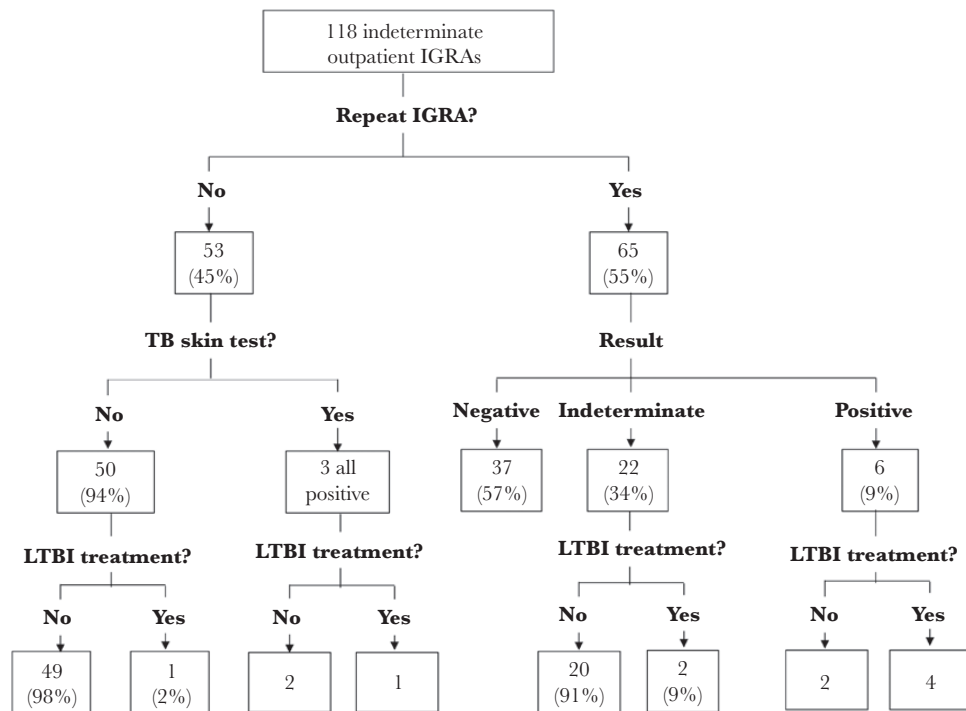 118 indeterminate
outpatient IGRAs
Repeat IGRA?
No
Yes
53
(45%)
65
(55%)
TB skin test?
Result
No
Yes
Negative
Indeterminate
Positive
50
(94%)
3 all
positive
37
(57%)
22
(34%)
6
(9%)
LTBI treatment?
LTBI treatment?
LTBI treatment?
LTBI treatment?
No
Yes
No
Yes
No
Yes
No
Yes
49
(98%)
1
(2%)
2
1
20
(91%)
2
(9%)
2
4